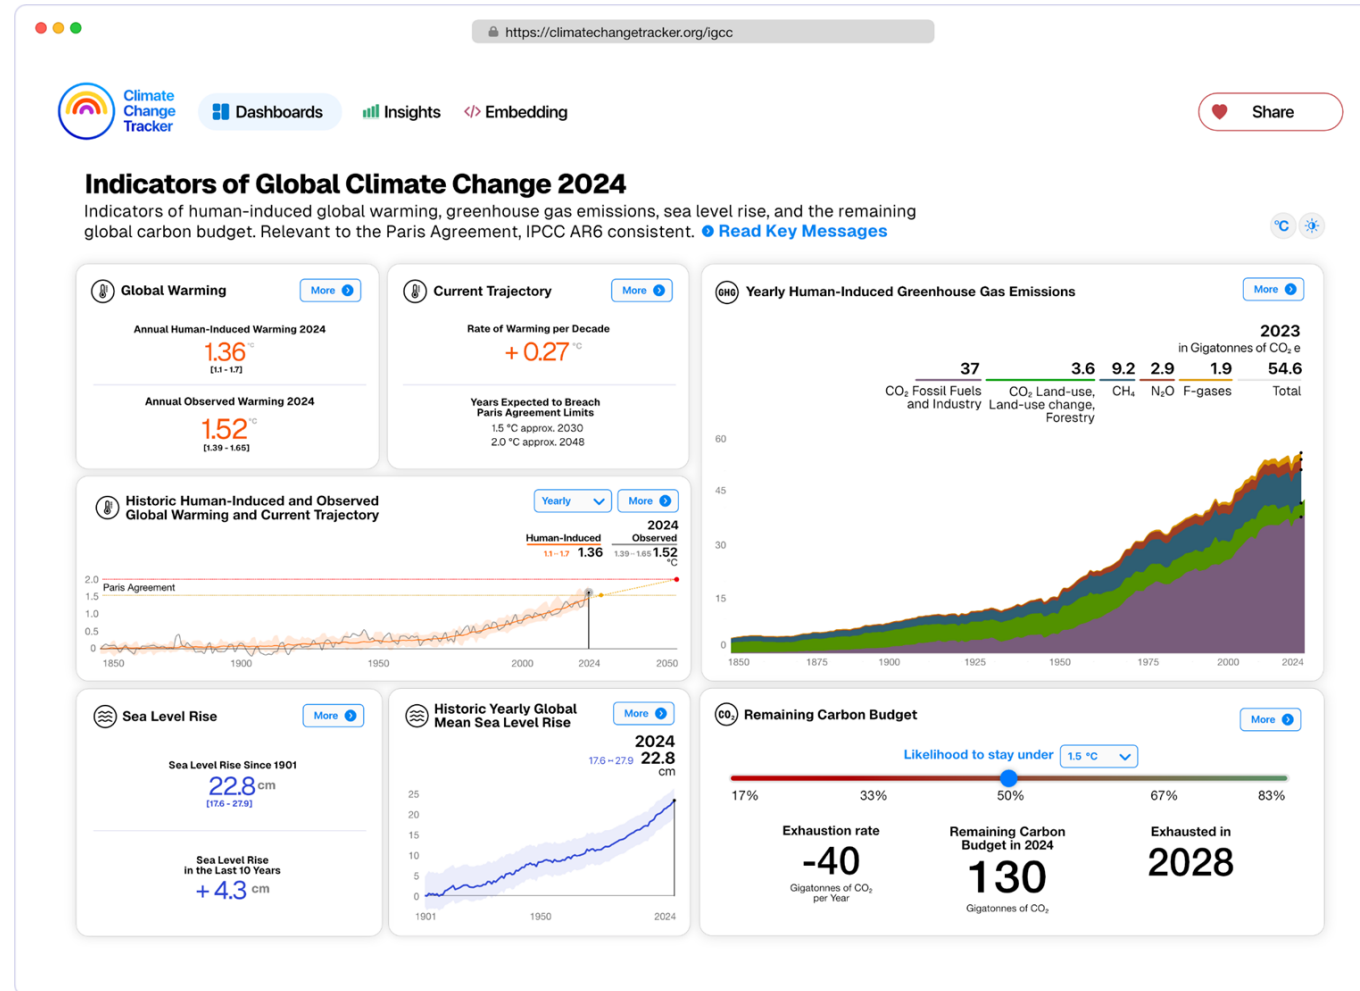 https://climatechangetracker.org/igcc
Climate
Change
Tracker
Dashboards
Insights
</> Embedding
Share
Indicators of Global Climate Change 2024
Indicators of human-induced global warming, greenhouse gas emissions, sea level rise, and the remaining
global carbon budget. Relevant to the Paris Agreement, IPCC AR6 consistent. Read Key Messages
°C
Global Warming
More
Annual Human-Induced Warming 2024
1.36 °C
[1.1 - 1.7]
Annual Observed Warming 2024
1.52 °C
[1.39 - 1.65]
Current Trajectory
More
Rate of Warming per Decade
+ 0.27 °C
Years Expected to Breach
Paris Agreement Limits
1.5 °C approx. 2030
2.0 °C approx. 2048
GHG Yearly Human-Induced Greenhouse Gas Emissions
More
2023
in Gigatonnes of CO₂ e
37 3.6 9.2 2.9 1.9 54.6
CO₂ Fossil Fuels
and Industry
CO₂ Land-use,
Land-use change,
Forestry
CH₄
N₂O
F-gases
Total
60
45
30
15
0
1850 1875 1900 1925 1950 1975 2000 2024
Historic Human-Induced and Observed
Global Warming and Current Trajectory
Yearly
More
2024
Human-Induced Observed
1.1 – 1.7 1.36 1.39 – 1.65 1.52
°C
2.0
Paris Agreement
1.5
1.0
0.5
0
1850 1900 1950 2000 2024 2050
Sea Level Rise
More
Sea Level Rise Since 1901
22.8 cm
[17.6 - 27.9]
Sea Level Rise
in the Last 10 Years
+ 4.3 cm
Historic Yearly Global
Mean Sea Level Rise
More
2024
17.6 – 27.9 22.8
cm
25
20
15
10
5
0
1901 1950 2024
CO₂ Remaining Carbon Budget
More
Likelihood to stay under 1.5 °C
17% 33% 50% 67% 83%
Exhaustion rate
-40
Gigatonnes of CO₂
per Year
Remaining Carbon
Budget in 2024
130
Gigatonnes of CO₂
Exhausted in
2028